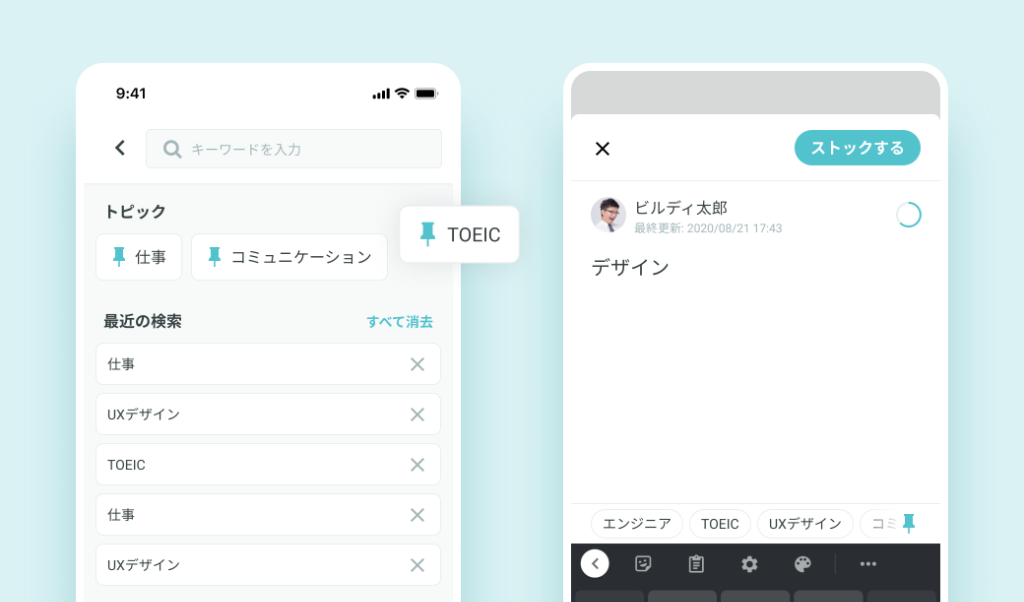 9:41
キーワードを入力
トピック
仕事
コミュニケーション
TOEIC
最近の検索
すべて消去
仕事
UXデザイン
TOEIC
仕事
UXデザイン
ストックする
ビルディ太郎
最終更新: 2020/08/21 17:43
デザイン
エンジニア
TOEIC
UXデザイン
コミ